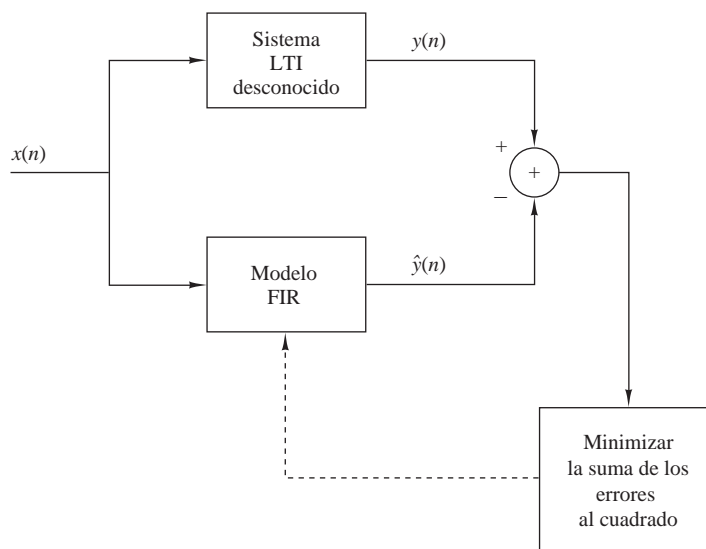 Sistema
LTI
desconocido
y(n)
x(n)
+
+
−
Modelo
FIR
ŷ(n)
Minimizar
la suma de los
errores
al cuadrado